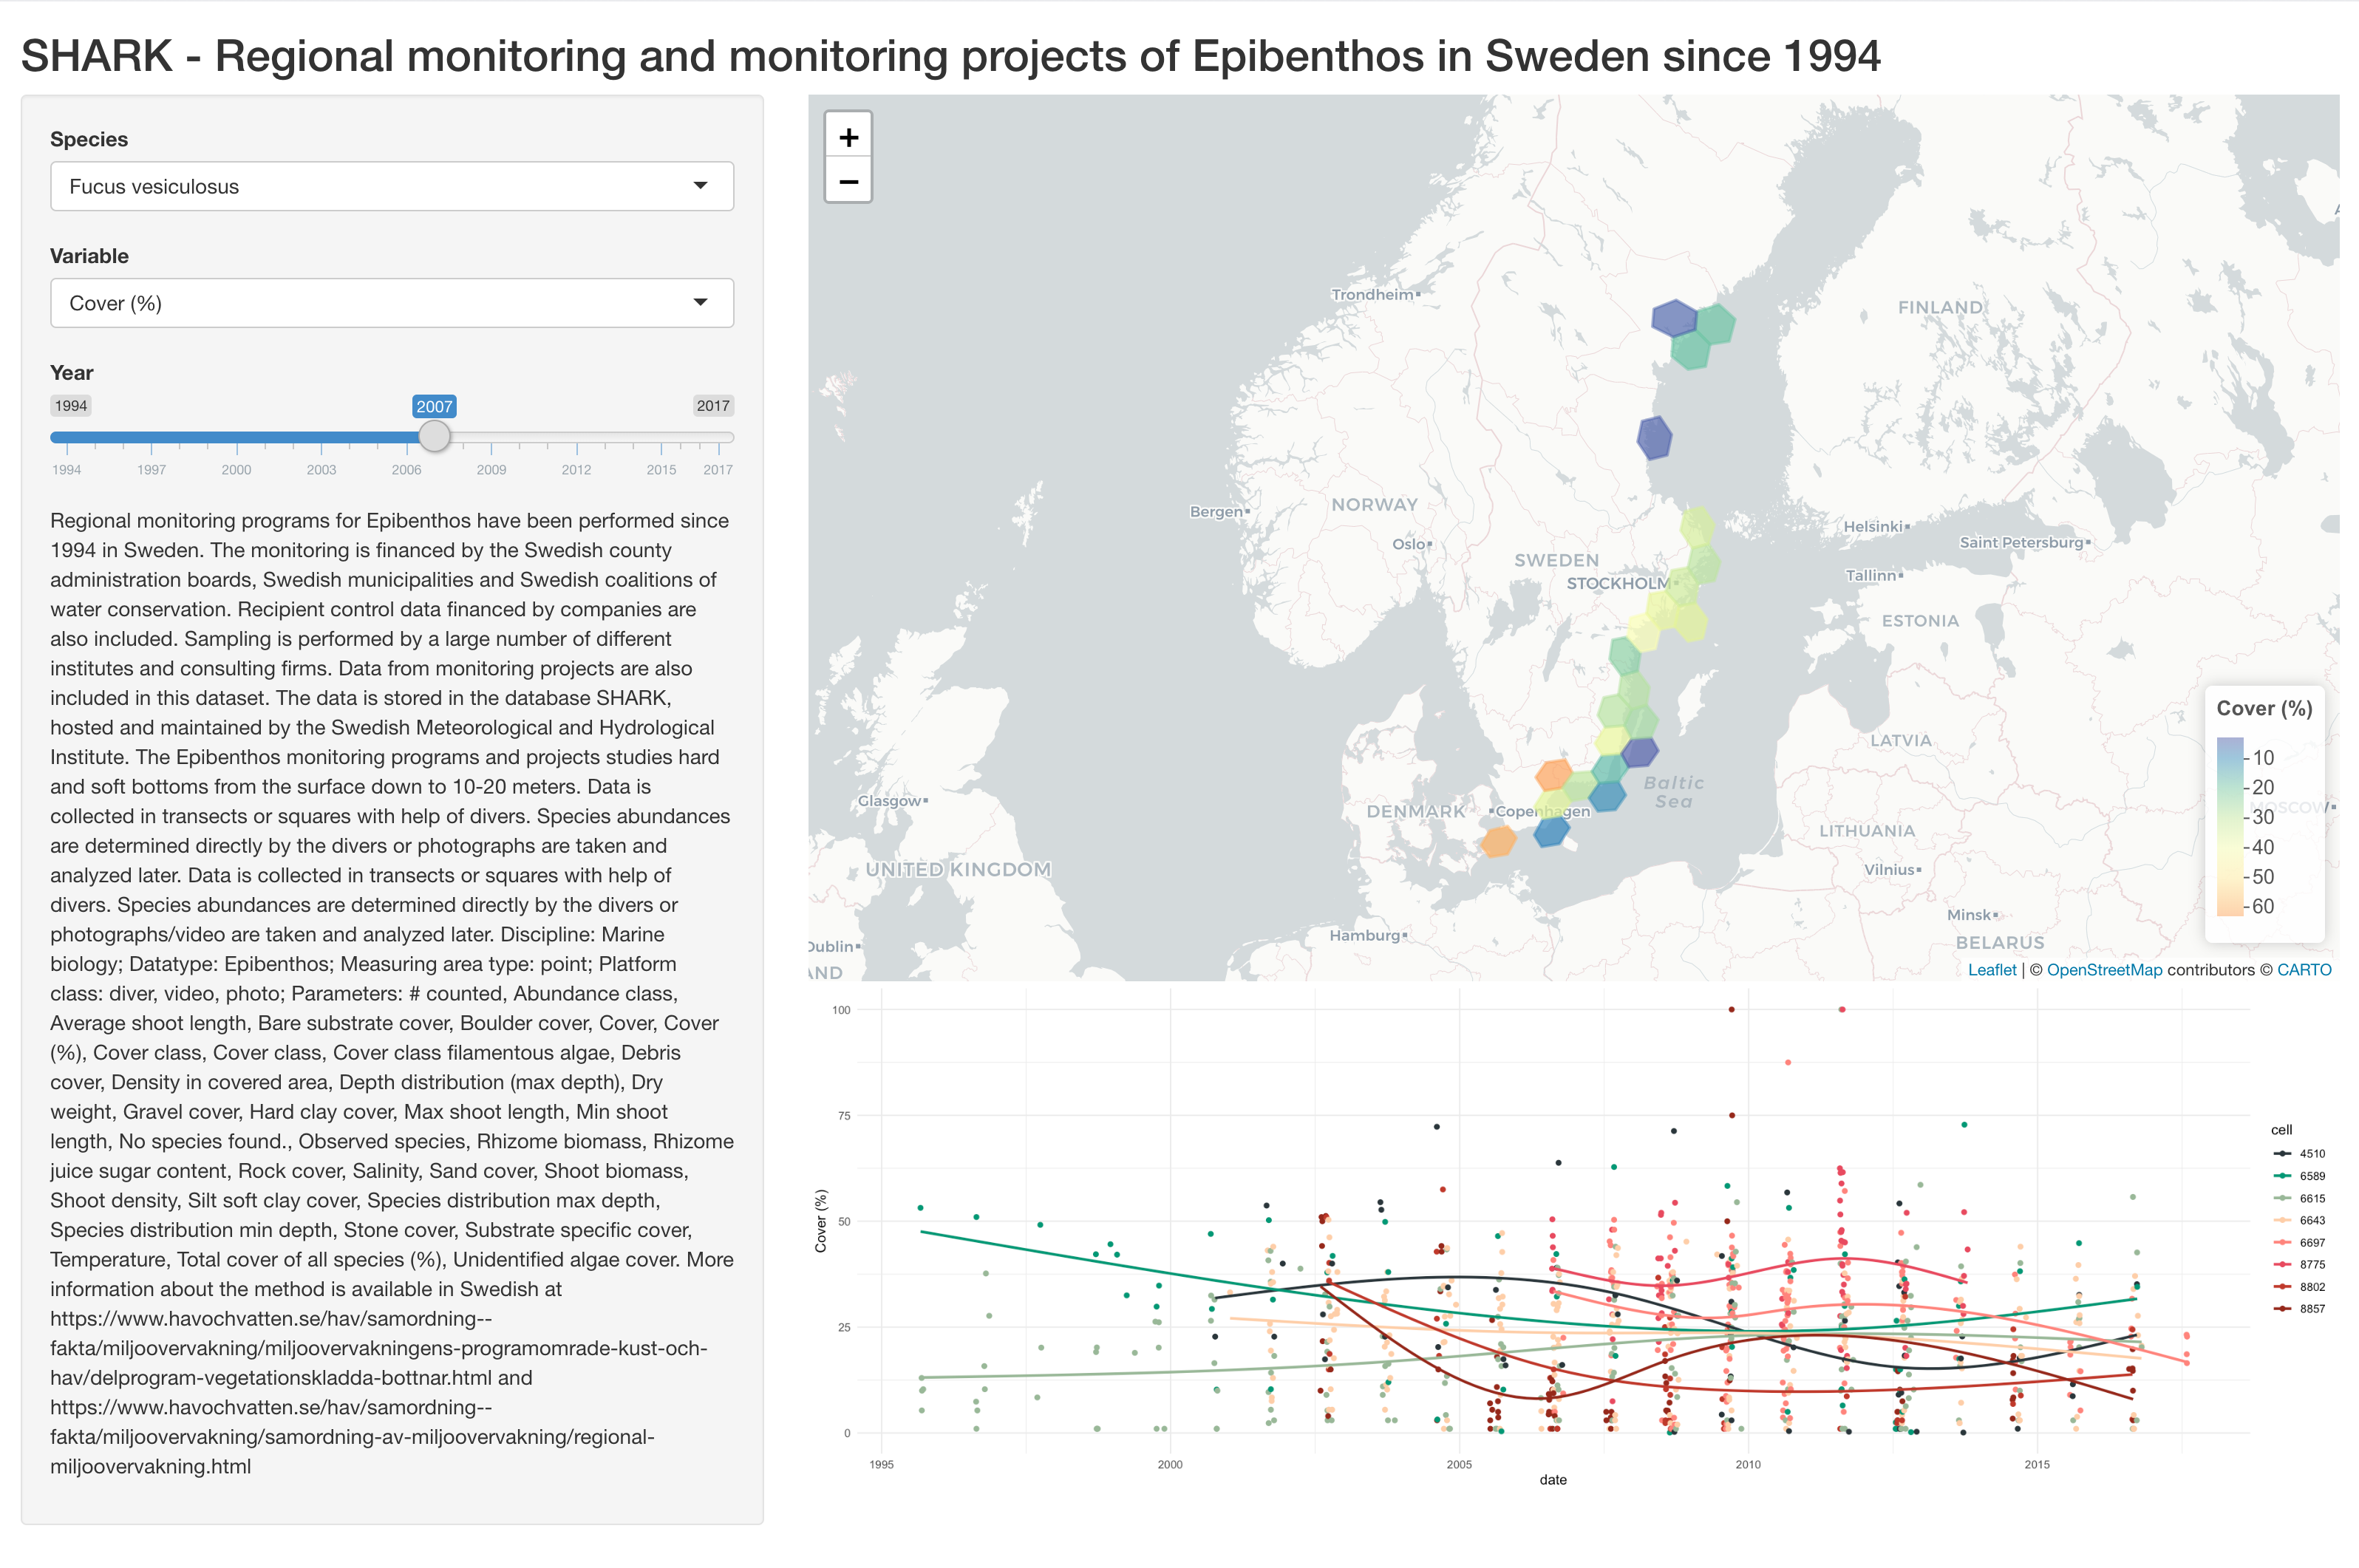 SHARK - Regional monitoring and monitoring projects of Epibenthos in Sweden since 1994
Species
Fucus vesiculosus
Variable
Cover (%)
Year
1994
2007
2017
1994 1997 2000 2003 2006 2009 2012 2015 2017
Regional monitoring programs for Epibenthos have been performed since
1994 in Sweden. The monitoring is financed by the Swedish county
administration boards, Swedish municipalities and Swedish coalitions of
water conservation. Recipient control data financed by companies are
also included. Sampling is performed by a large number of different
institutes and consulting firms. Data from monitoring projects are also
included in this dataset. The data is stored in the database SHARK,
hosted and maintained by the Swedish Meteorological and Hydrological
Institute. The Epibenthos monitoring programs and projects studies hard
and soft bottoms from the surface down to 10-20 meters. Data is
collected in transects or squares with help of divers. Species abundances
are determined directly by the divers or photographs are taken and
analyzed later. Data is collected in transects or squares with help of
divers. Species abundances are determined directly by the divers or
photographs/video are taken and analyzed later. Discipline: Marine
biology; Datatype: Epibenthos; Measuring area type: point; Platform
class: diver, video, photo; Parameters: # counted, Abundance class,
Average shoot length, Bare substrate cover, Boulder cover, Cover, Cover
(%), Cover class, Cover class, Cover class filamentous algae, Debris
cover, Density in covered area, Depth distribution (max depth), Dry
weight, Gravel cover, Hard clay cover, Max shoot length, Min shoot
length, No species found., Observed species, Rhizome biomass, Rhizome
juice sugar content, Rock cover, Salinity, Sand cover, Shoot biomass,
Shoot density, Silt soft clay cover, Species distribution max depth,
Species distribution min depth, Stone cover, Substrate specific cover,
Temperature, Total cover of all species (%), Unidentified algae cover. More
information about the method is available in Swedish at
https://www.havochvatten.se/hav/samordning--
fakta/miljoovervakning/miljoovervakningens-programomrade-kust-och-
hav/delprogram-vegetationskladda-bottnar.html and
https://www.havochvatten.se/hav/samordning--
fakta/miljoovervakning/samordning-av-miljoovervakning/regional-
miljoovervakning.html
+
−
Trondheim
FINLAND
NORWAY
Bergen
Oslo
Helsinki
Saint Petersburg
SWEDEN
STOCKHOLM
Tallinn
ESTONIA
LATVIA
Baltic
Sea
Glasgow
DENMARK
Copenhagen
MOSCOW
LITHUANIA
UNITED KINGDOM
Vilnius
Minsk
Hamburg
BELARUS
Dublin
AND
Cover (%)
10
20
30
40
50
60
Leaflet | © OpenStreetMap contributors © CARTO
100
75
50
25
0
Cover (%)
1995 2000 2005 2010 2015
date
cell
4510
6589
6615
6643
6697
8775
8802
8857